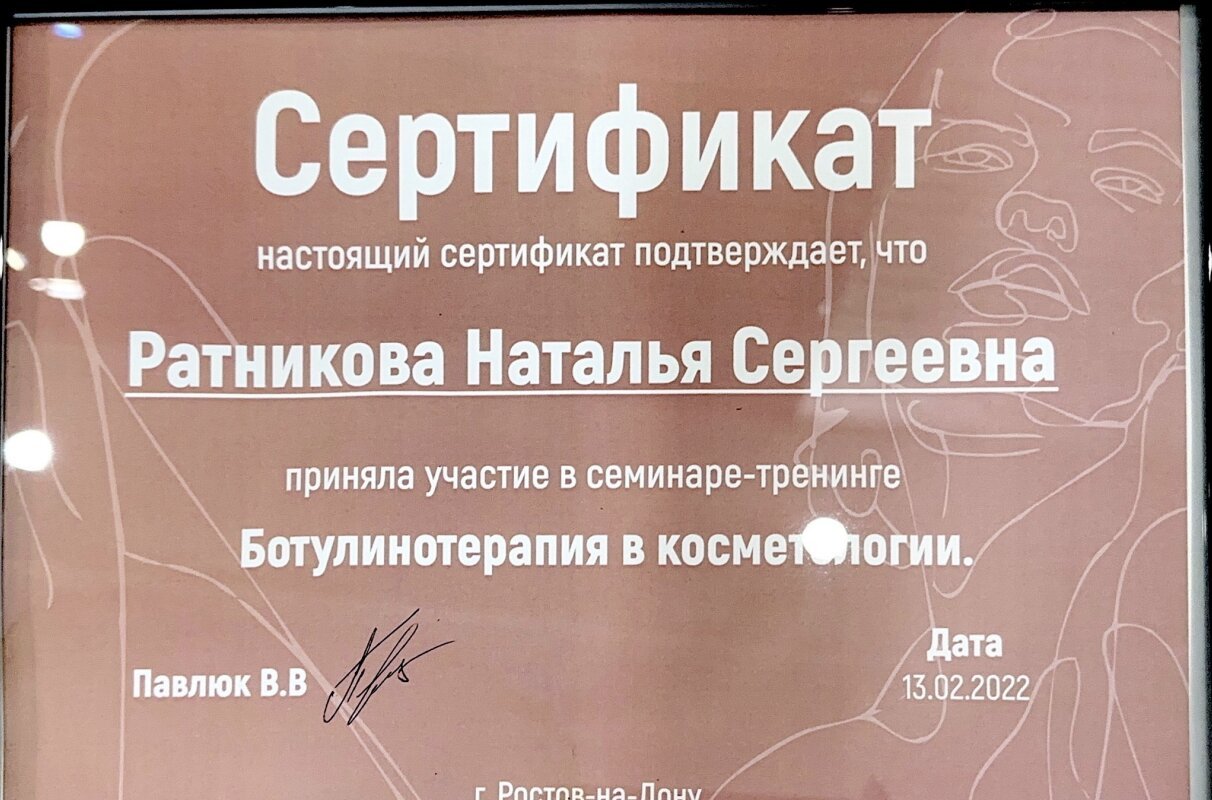 Сертификат
настоящий сертификат подтверждает, что
Ратникова Наталья Сергеевна
приняла участие в семинаре-тренинге
Ботулинотерапия в косметологии.
Павлюк В.В
Дата
13.02.2022
г. Ростов-на-Дону